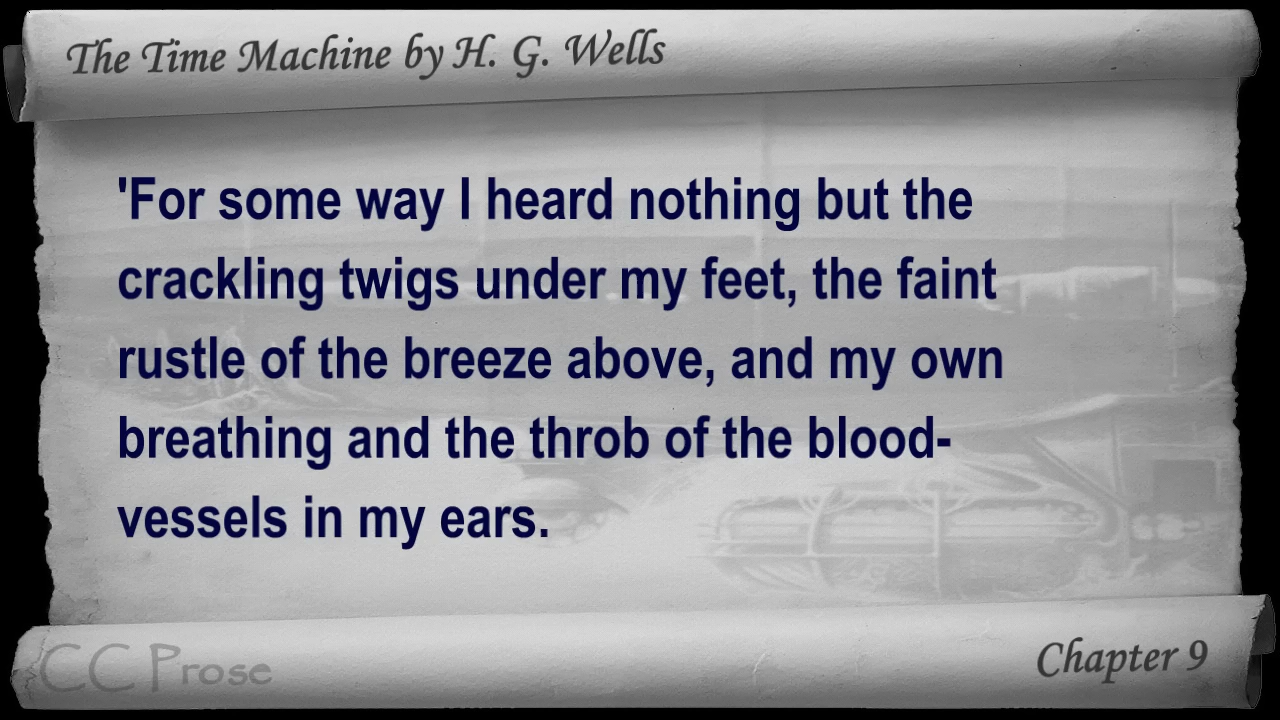 The Time Machine by H. G. Wells
'For some way I heard nothing but the
crackling twigs under my feet, the faint
rustle of the breeze above, and my own
breathing and the throb of the blood-
vessels in my ears.
CC Prose
Chapter 9